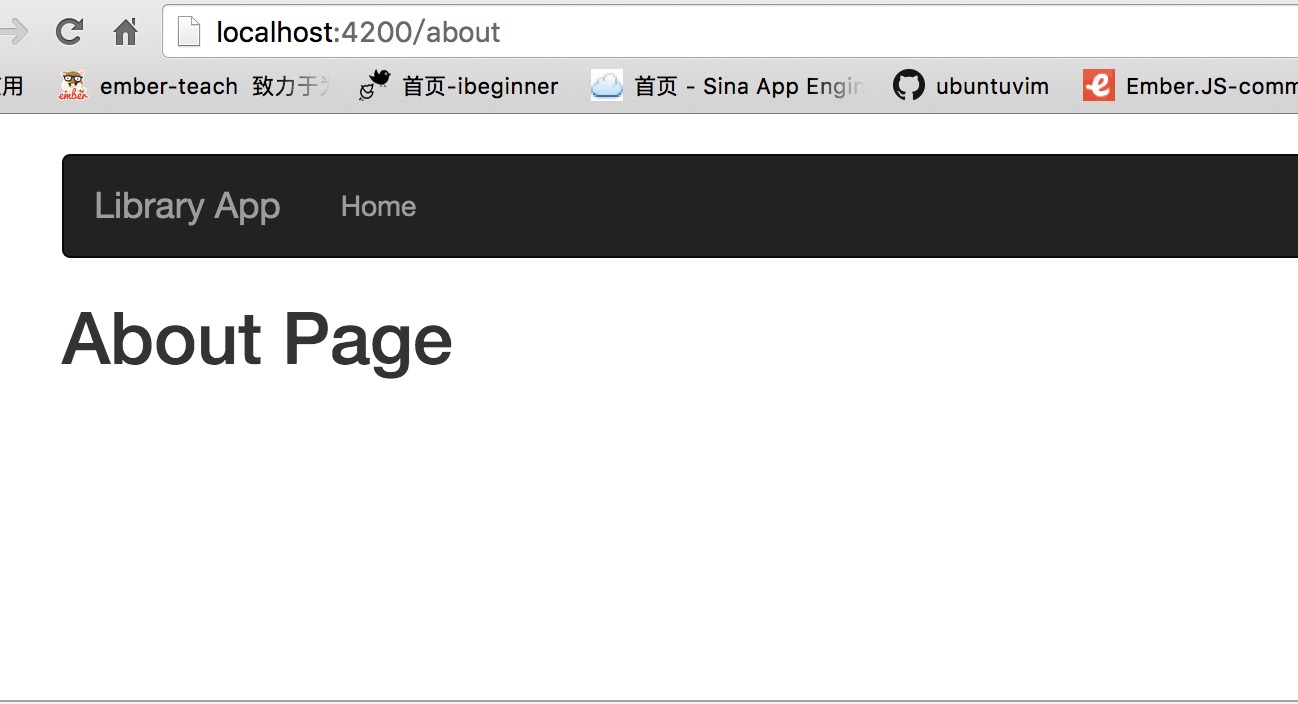 localhost:4200/about
用 ember-teach 致力于 首页-ibeginner 首页 - Sina App Engin ubuntuvim Ember.JS-comm
Library App Home
About Page